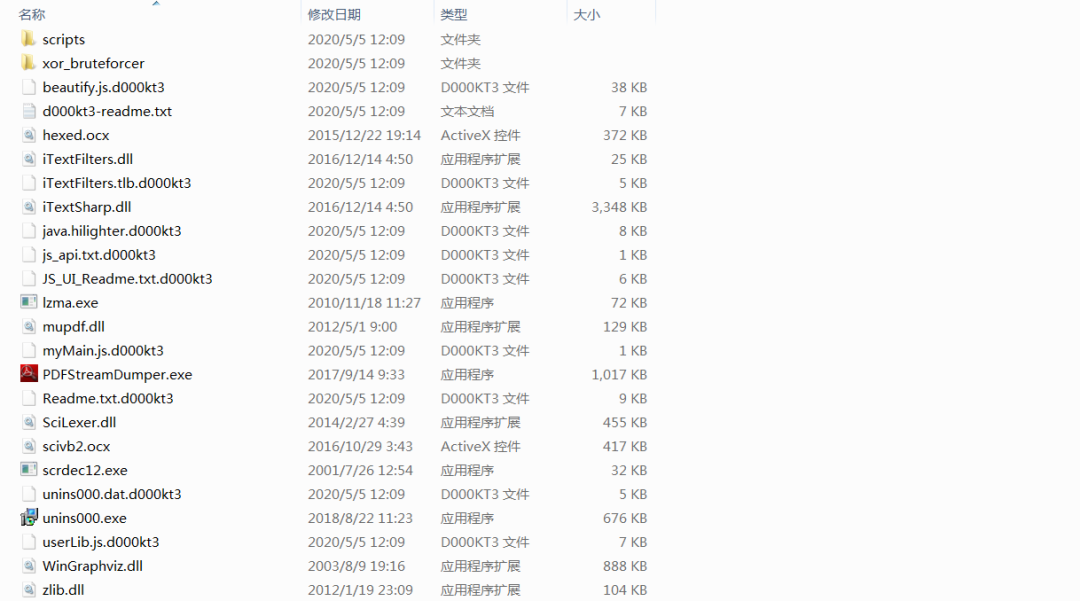 名称 修改日期 类型 大小
scripts 2020/5/5 12:09 文件夹
xor_bruteforcer 2020/5/5 12:09 文件夹
beautify.js.d000kt3 2020/5/5 12:09 D000KT3 文件 38 KB
d000kt3-readme.txt 2020/5/5 12:09 文本文档 7 KB
hexed.ocx 2015/12/22 19:14 ActiveX 控件 372 KB
iTextFilters.dll 2016/12/14 4:50 应用程序扩展 25 KB
iTextFilters.tlb.d000kt3 2020/5/5 12:09 D000KT3 文件 5 KB
iTextSharp.dll 2016/12/14 4:50 应用程序扩展 3,348 KB
java.hilighter.d000kt3 2020/5/5 12:09 D000KT3 文件 8 KB
js_api.txt.d000kt3 2020/5/5 12:09 D000KT3 文件 1 KB
JS_UI_Readme.txt.d000kt3 2020/5/5 12:09 D000KT3 文件 6 KB
lzma.exe 2010/11/18 11:27 应用程序 72 KB
mupdf.dll 2012/5/1 9:00 应用程序扩展 129 KB
myMain.js.d000kt3 2020/5/5 12:09 D000KT3 文件 1 KB
PDFStreamDumper.exe 2017/9/14 9:33 应用程序 1,017 KB
Readme.txt.d000kt3 2020/5/5 12:09 D000KT3 文件 9 KB
SciLexer.dll 2014/2/27 4:39 应用程序扩展 455 KB
scivb2.ocx 2016/10/29 3:43 ActiveX 控件 417 KB
scrdec12.exe 2001/7/26 12:54 应用程序 32 KB
unins000.dat.d000kt3 2020/5/5 12:09 D000KT3 文件 5 KB
unins000.exe 2018/8/22 11:23 应用程序 676 KB
userLib.js.d000kt3 2020/5/5 12:09 D000KT3 文件 7 KB
WinGraphviz.dll 2003/8/9 19:16 应用程序扩展 888 KB
zlib.dll 2012/1/19 23:09 应用程序扩展 104 KB